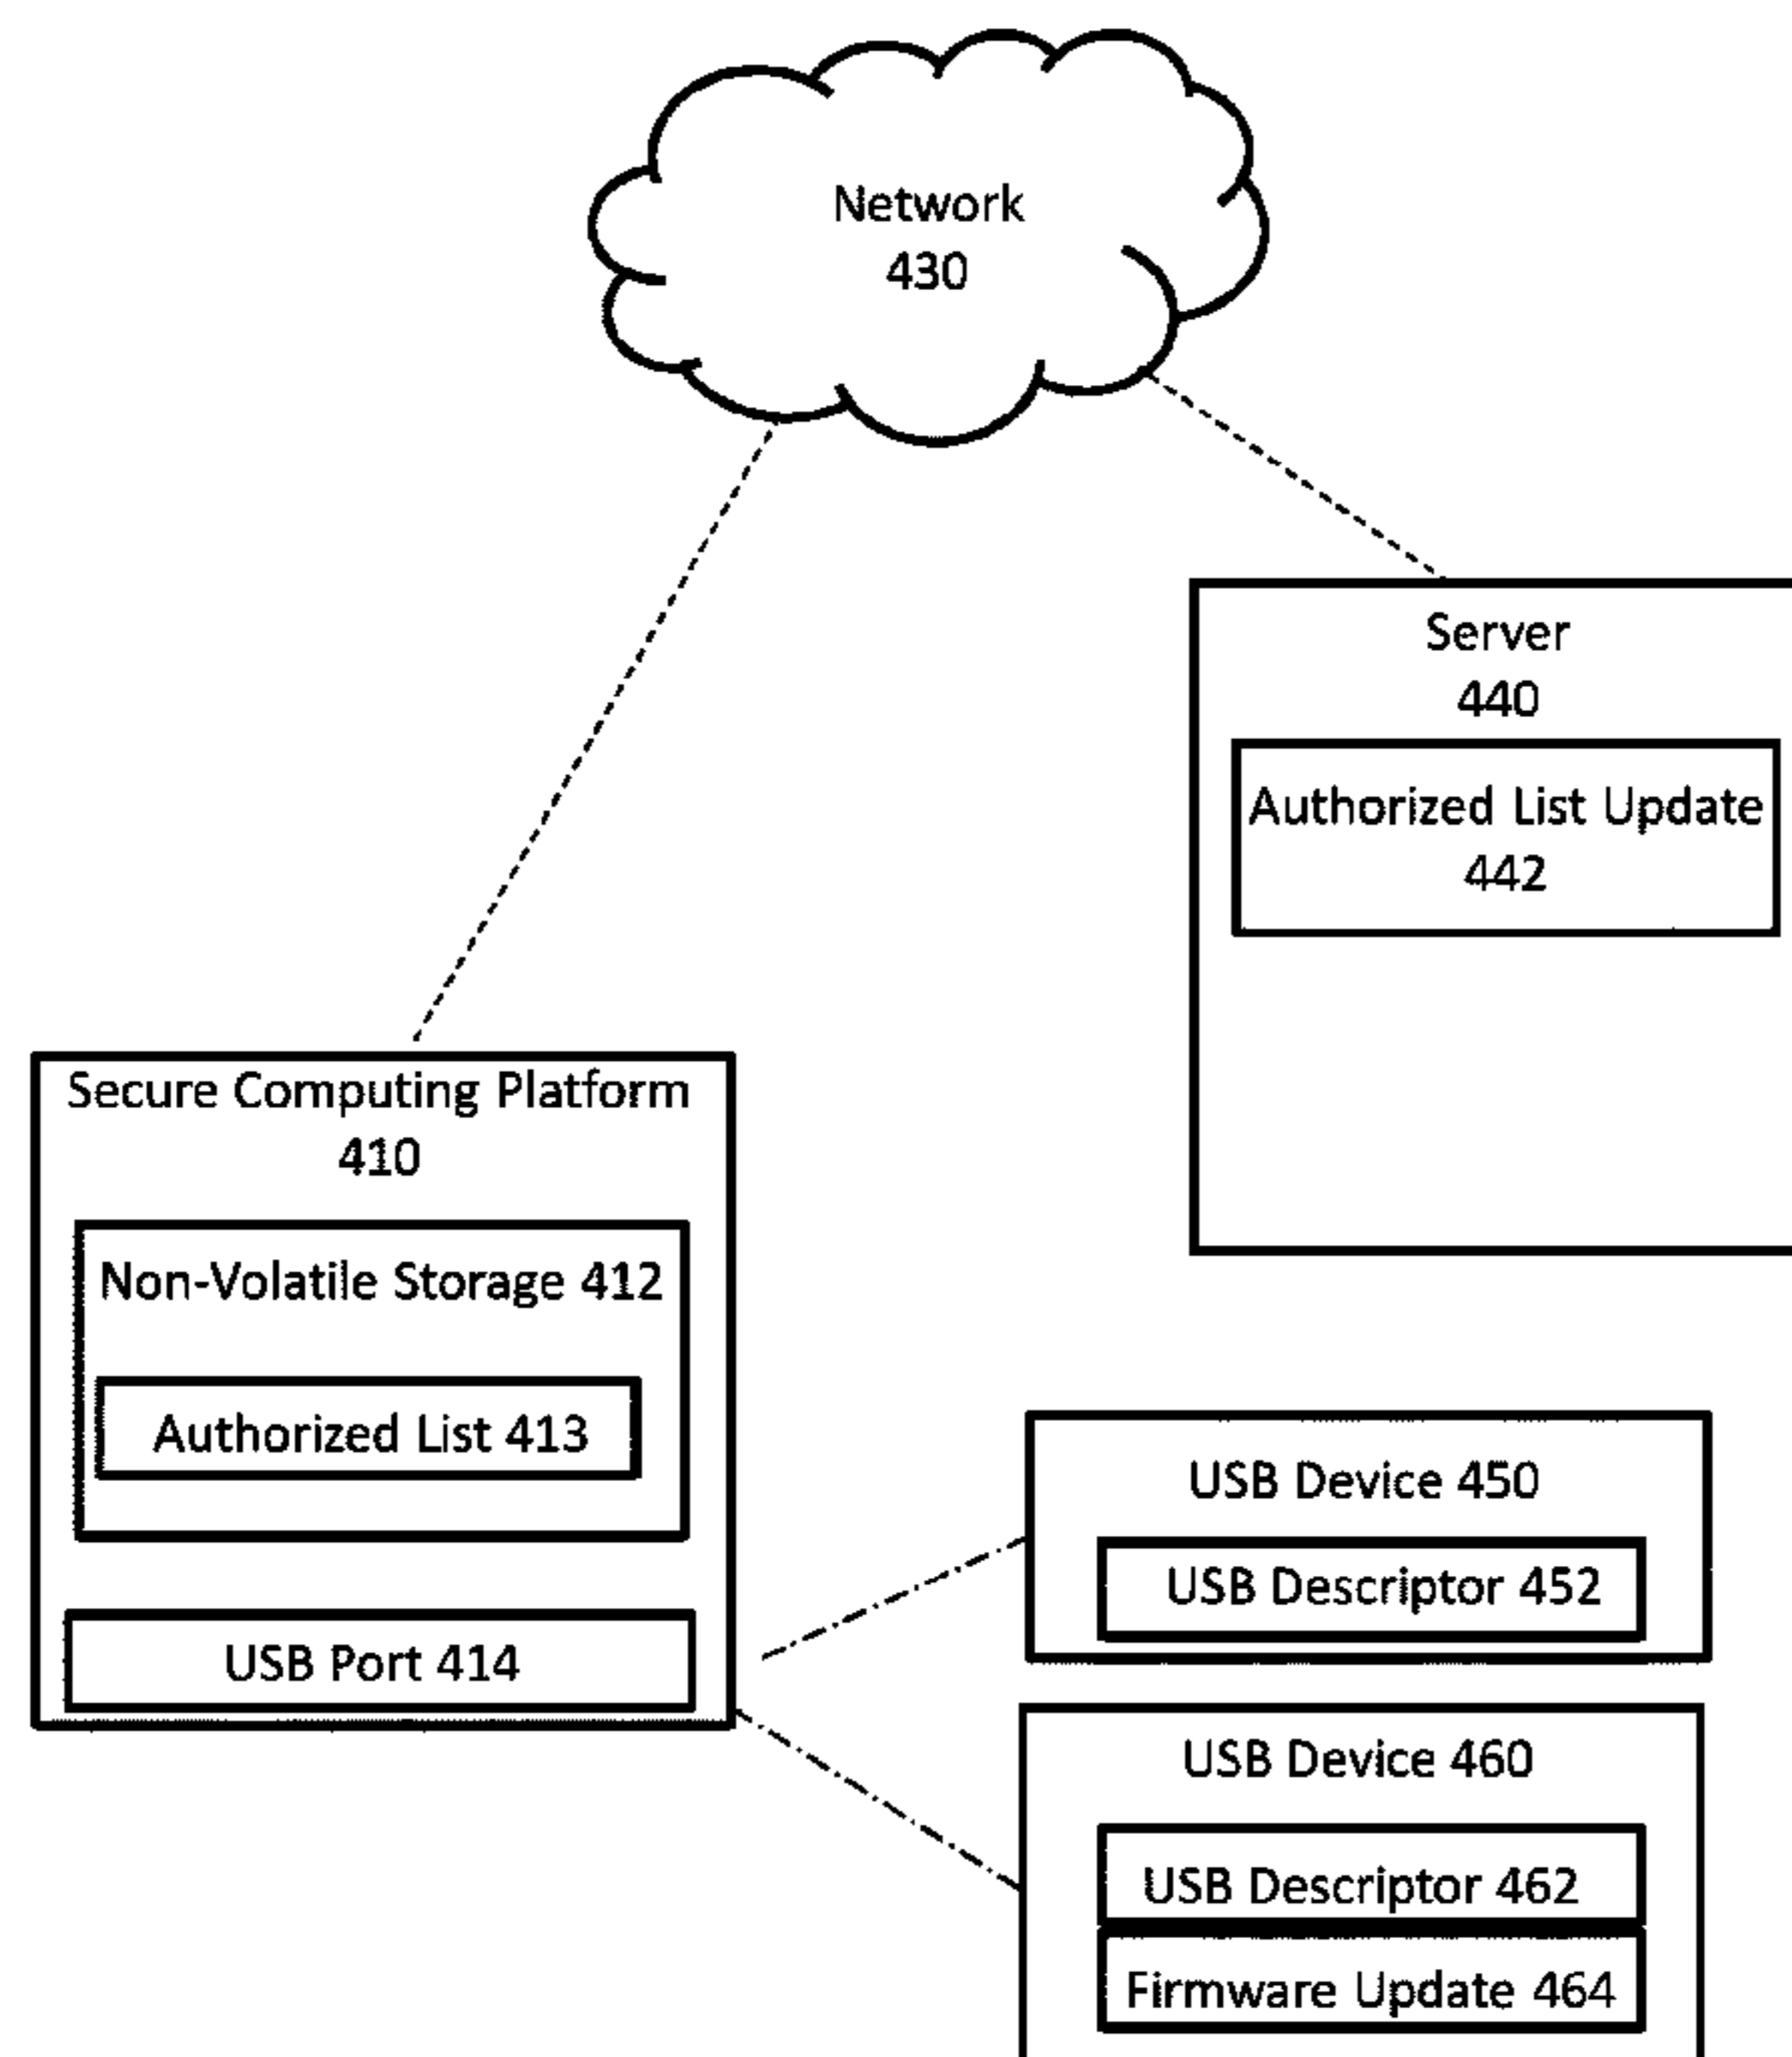 Network
430
Server
440
Authorized List Update
442
Secure Computing Platform
410
Non-Volatile Storage 412
Authorized List 413
USB Port 414
USB Device 450
USB Descriptor 452
USB Device 460
USB Descriptor 462
Firmware Update 464